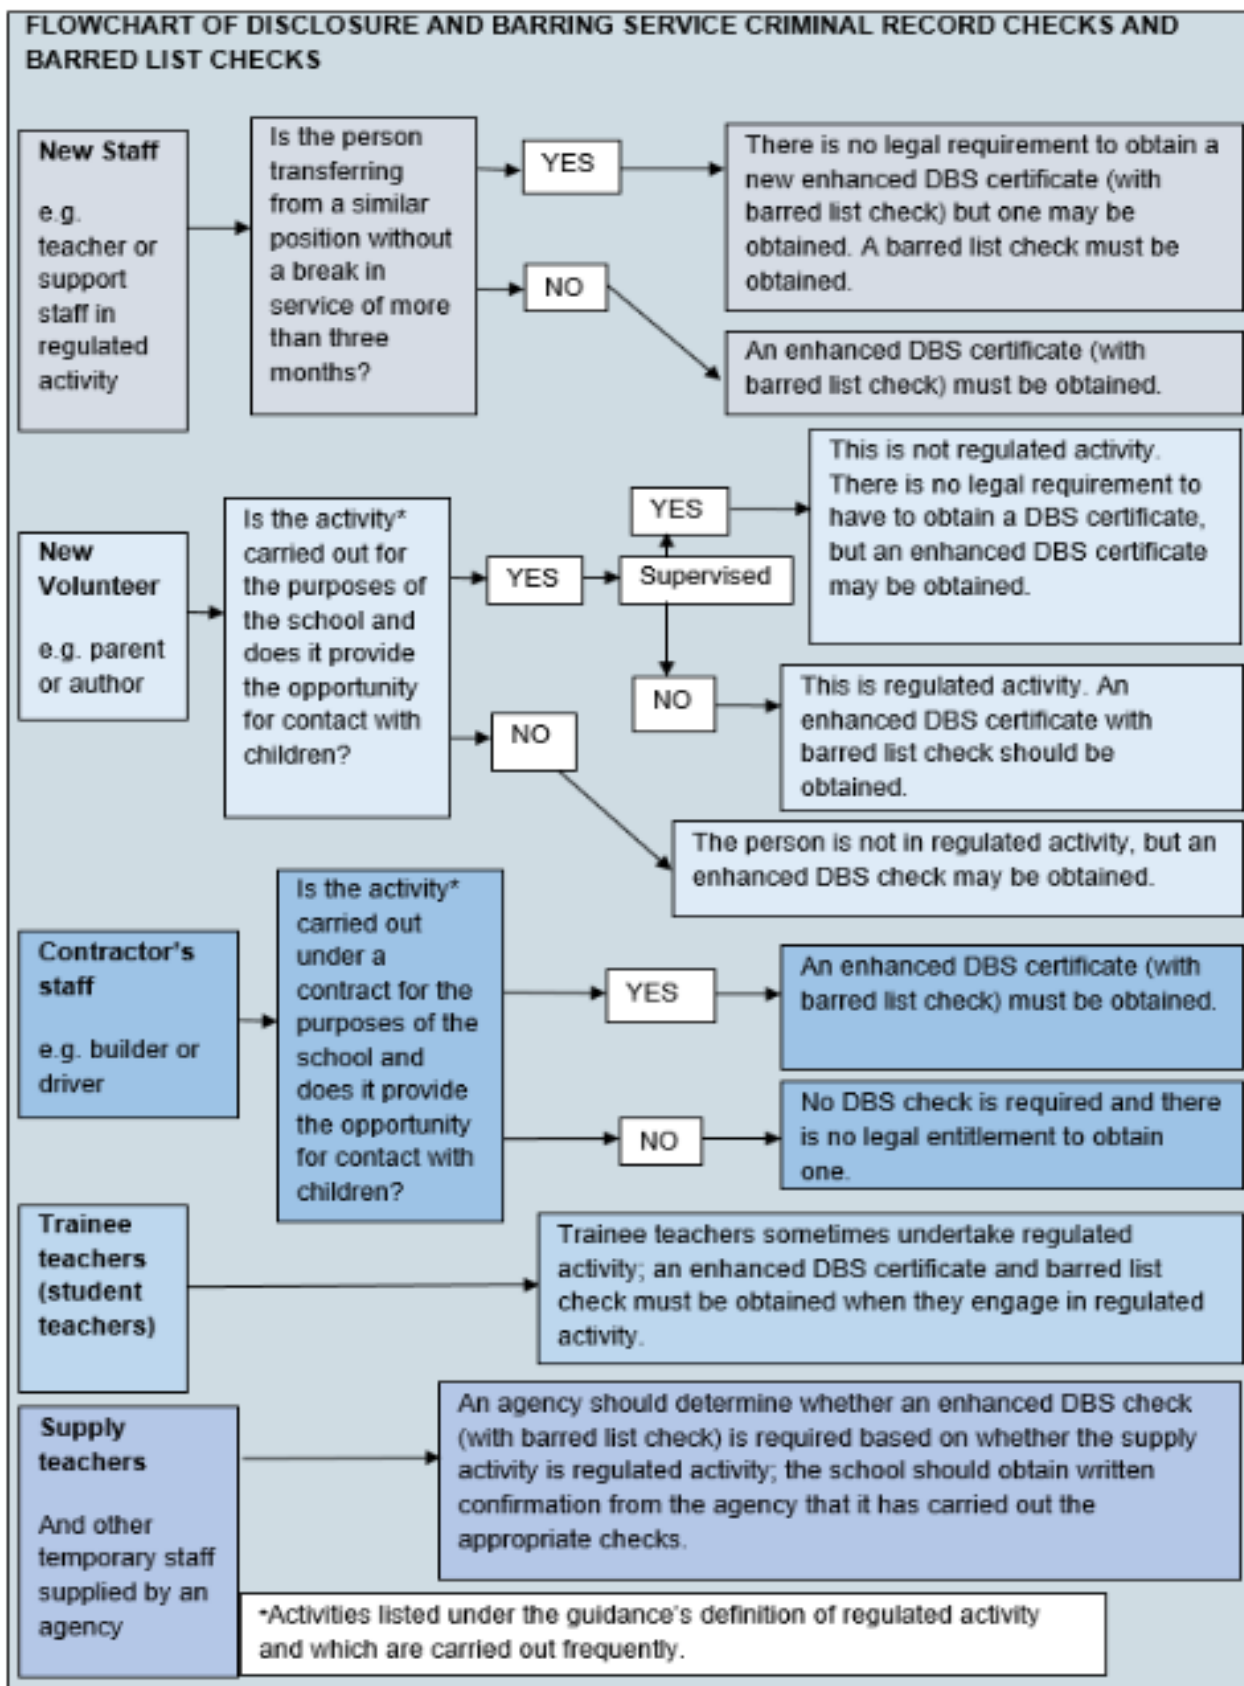 FLOWCHART OF DISCLOSURE AND BARRING SERVICE CRIMINAL RECORD CHECKS AND
BARRED LIST CHECKS
New Staff
e.g.
teacher or
support
staff in
regulated
activity
Is the person
transferring
from a similar
position without
a break in
service of more
than three
months?
YES
There is no legal requirement to obtain a
new enhanced DBS certificate (with
barred list check) but one may be
obtained. A barred list check must be
obtained.
NO
An enhanced DBS certificate (with
barred list check) must be obtained.
New
Volunteer
e.g. parent
or author
Is the activity*
carried out for
the purposes of
the school and
does it provide
the opportunity
for contact with
children?
YES
Supervised
YES
This is not regulated activity.
There is no legal requirement to
have to obtain a DBS certificate,
but an enhanced DBS certificate
may be obtained.
NO
This is regulated activity. An
enhanced DBS certificate with
barred list check should be
obtained.
NO
The person is not in regulated activity, but an
enhanced DBS check may be obtained.
Contractor's
staff
e.g. builder or
driver
Is the activity*
carried out
under a
contract for the
purposes of the
school and
does it provide
the opportunity
for contact with
children?
YES
An enhanced DBS certificate (with
barred list check) must be obtained.
NO
No DBS check is required and there
is no legal entitlement to obtain
one.
Trainee
teachers
(student
teachers)
Trainee teachers sometimes undertake regulated
activity; an enhanced DBS certificate and barred list
check must be obtained when they engage in regulated
activity.
Supply
teachers
And other
temporary staff
supplied by an
agency
An agency should determine whether an enhanced DBS check
(with barred list check) is required based on whether the supply
activity is regulated activity; the school should obtain written
confirmation from the agency that it has carried out the
appropriate checks.
*Activities listed under the guidance's definition of regulated activity
and which are carried out frequently.